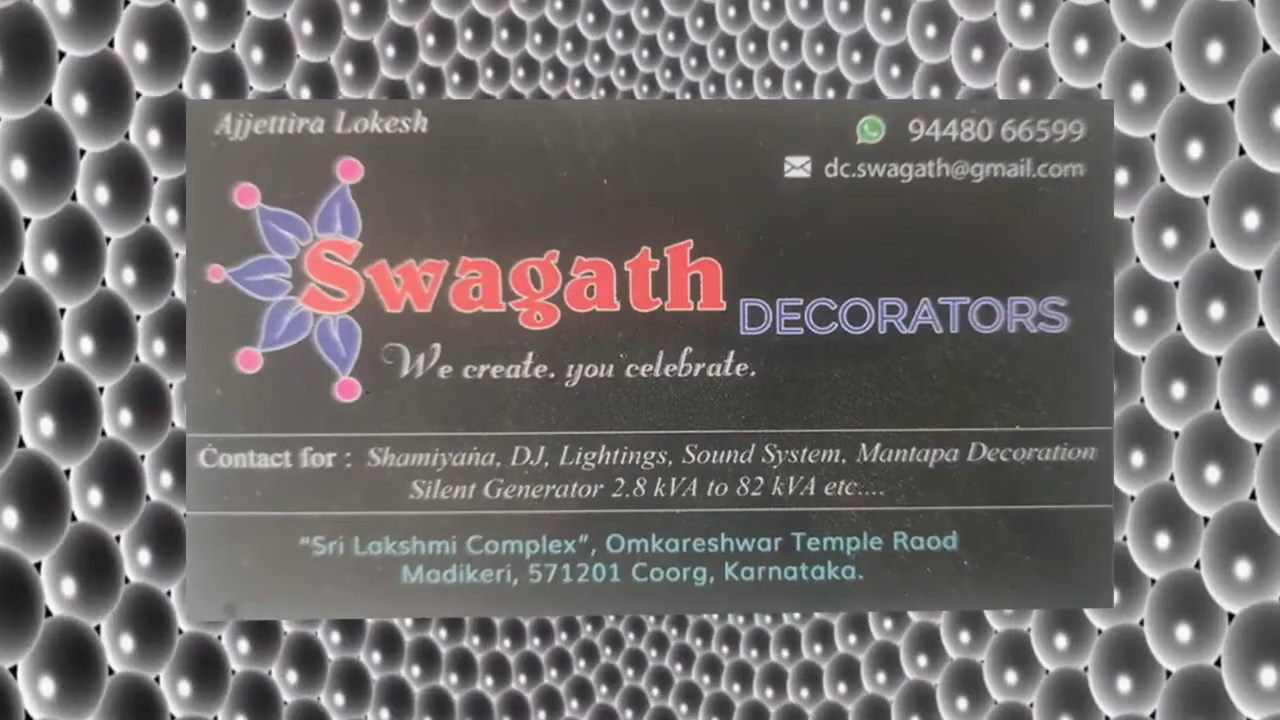 Ajjettira Lokesh
94480 66599
dc.swagath@gmail.com
Swagath DECORATORS
We create. you celebrate.
Contact for : Shamiyana, DJ, Lightings, Sound System, Mantapa Decoration
Silent Generator 2.8 kVA to 82 kVA etc....
"Sri Lakshmi Complex", Omkareshwar Temple Raod
Madikeri, 571201 Coorg, Karnataka.